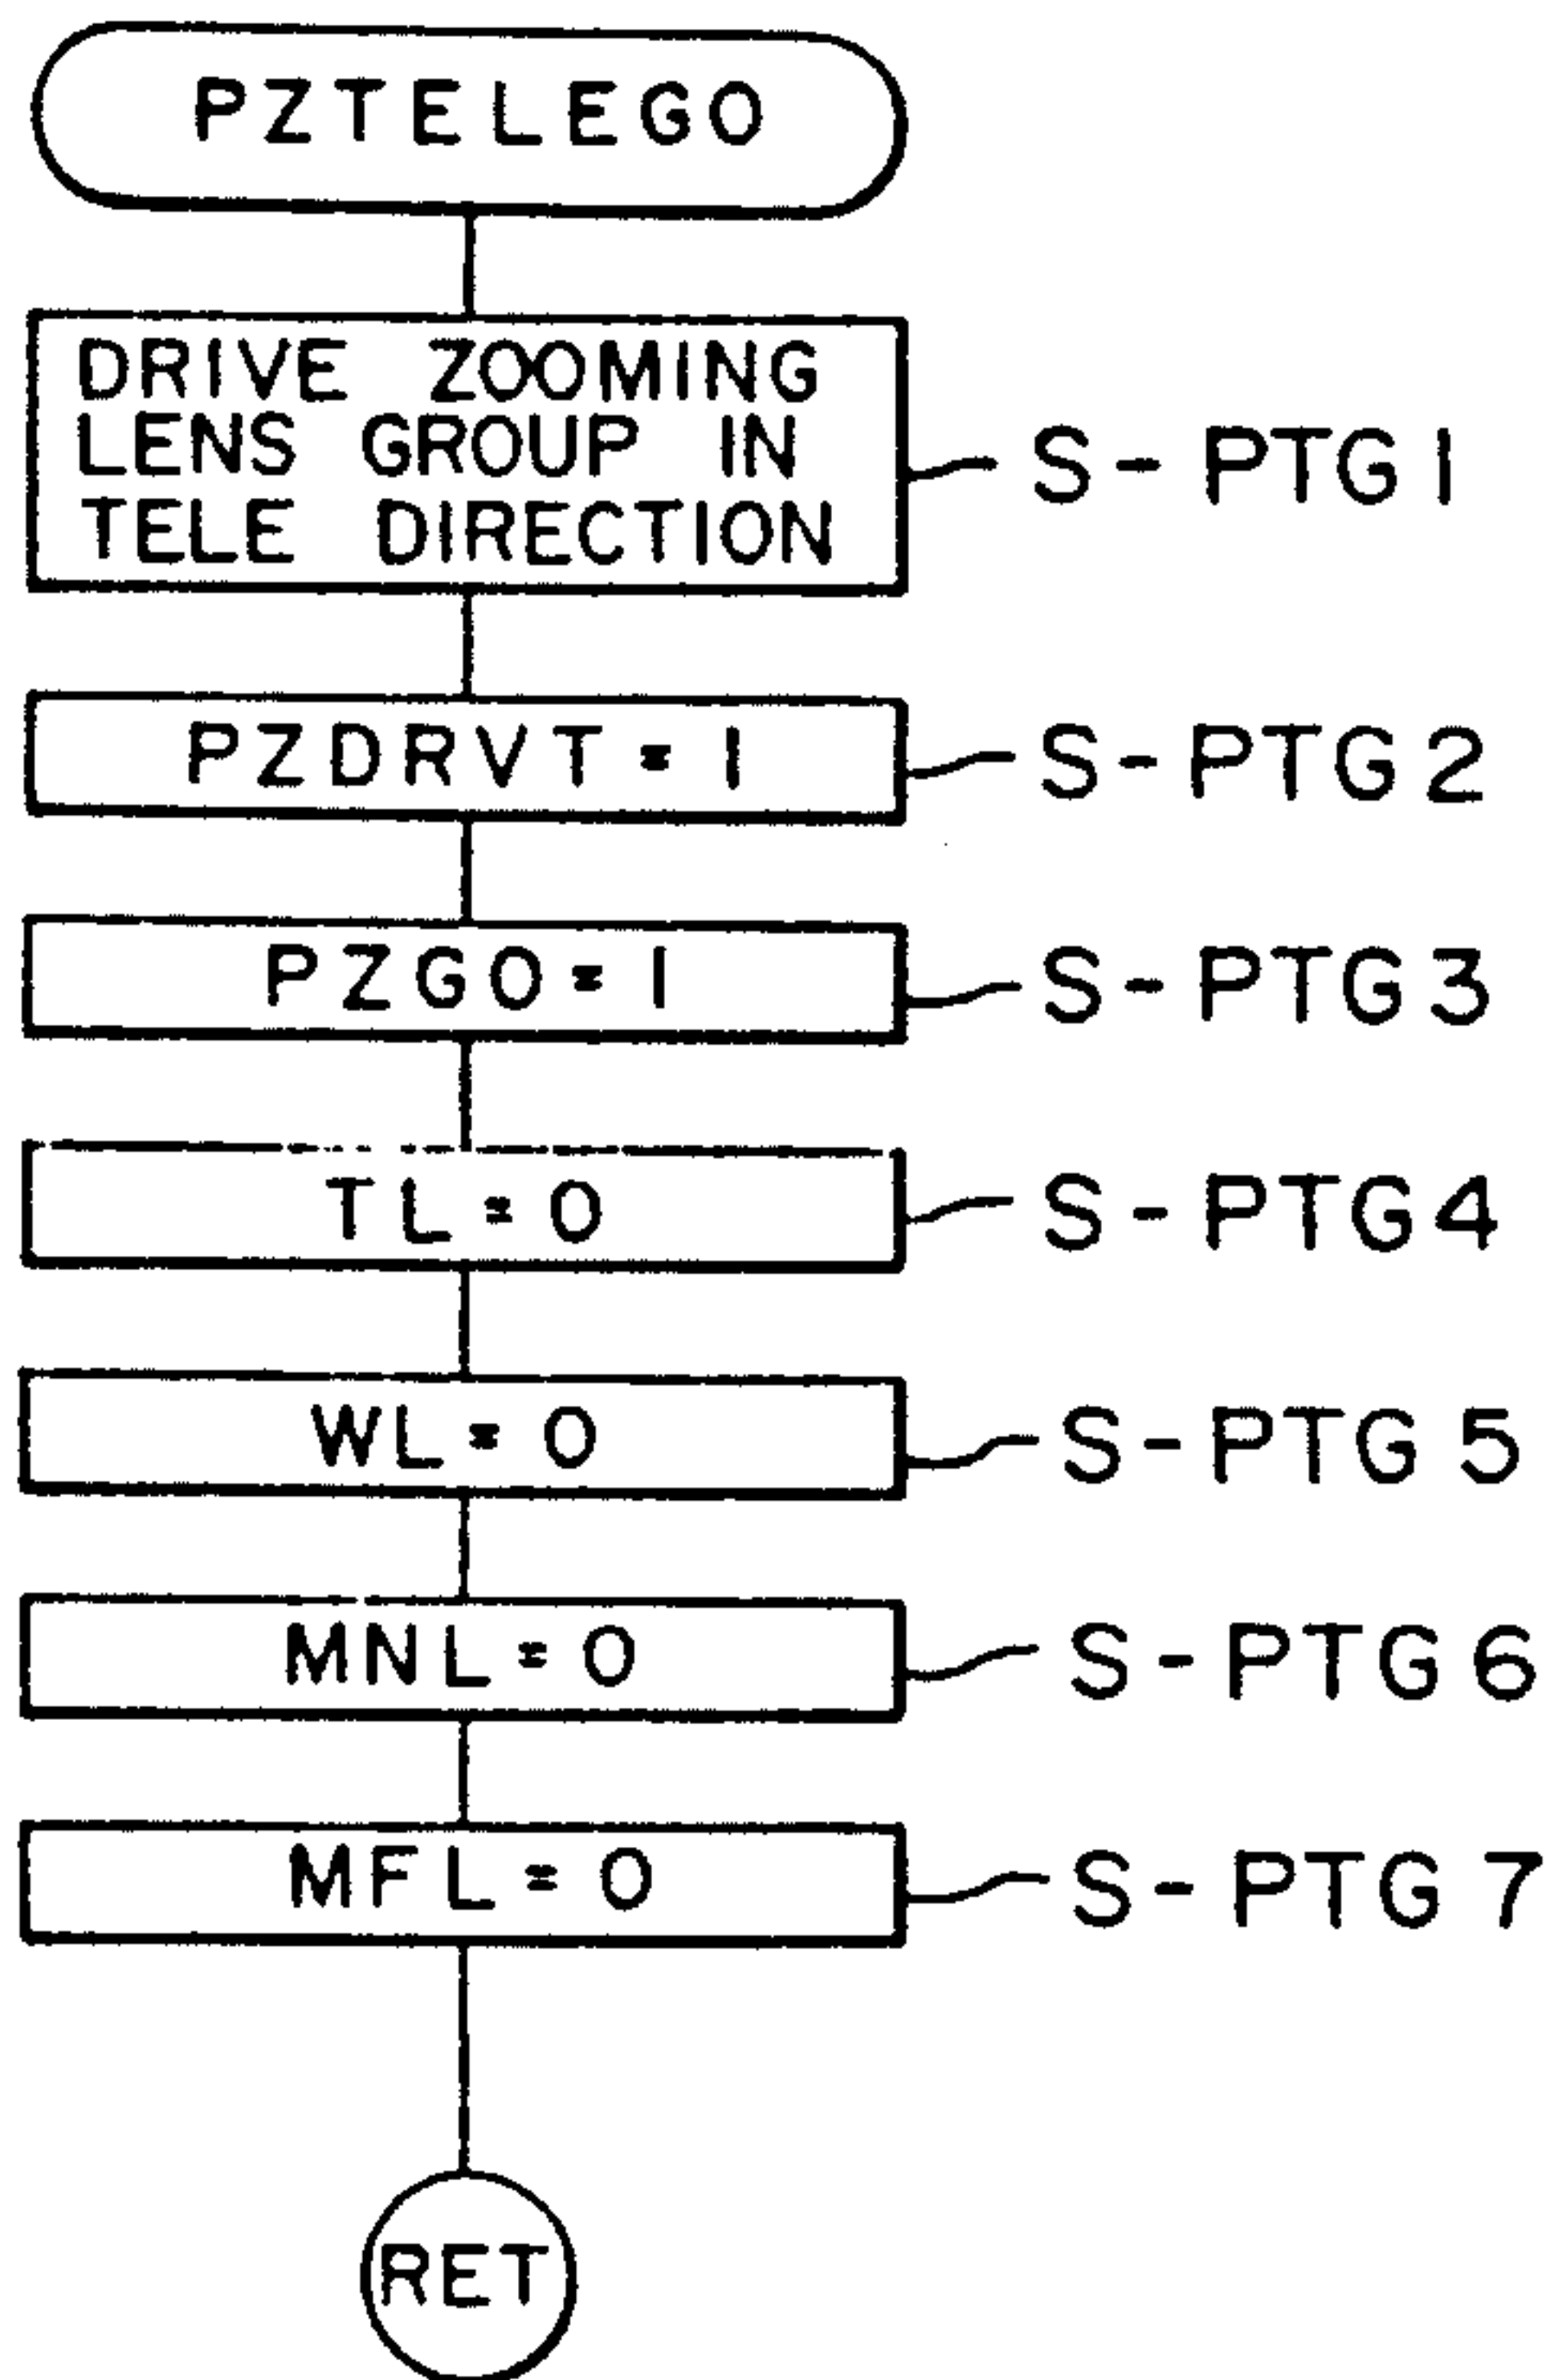 PZTELEGO
DRIVE ZOOMING
LENS GROUP IN
TELE DIRECTION
S-PTG1
PZDRVT=1
S-PTG2
PZGO=1
S-PTG3
TL=0
S-PTG4
WL=0
S-PTG5
MNL=0
S-PTG6
MFL=0
S-PTG7
RET